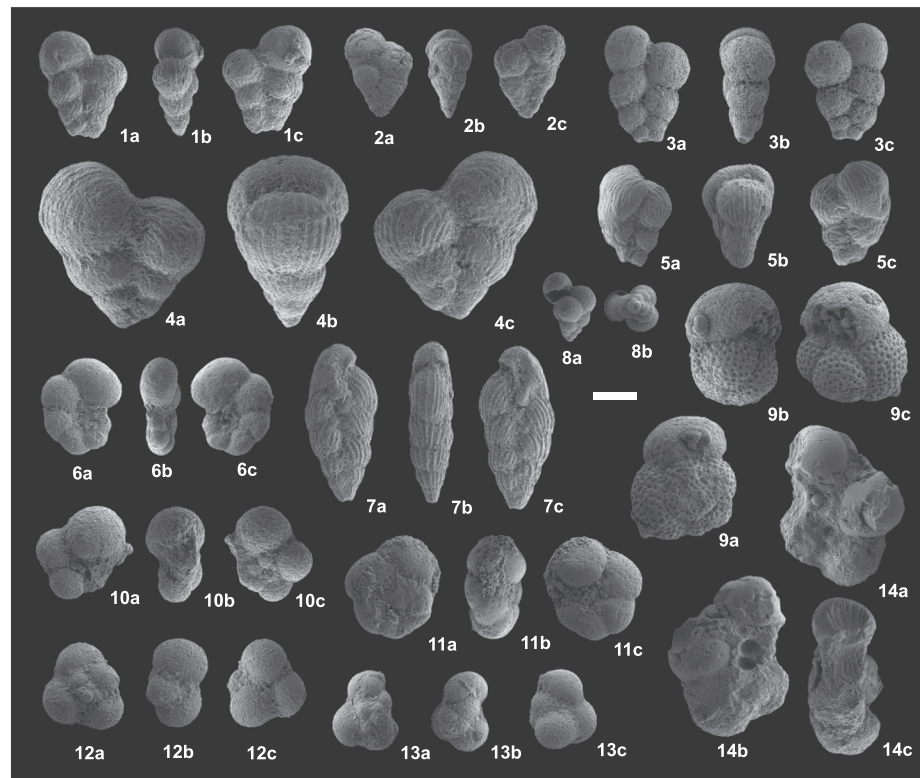 1a 1b 1c 2a 2b 2c 3a 3b 3c
4a 4b 4c 5a 5b 5c
8a 8b
9b 9c
6a 6b 6c 7a 7b 7c
9a
10a 10b 10c
14a
11a 11b 11c
12a 12b 12c 13a 13b 13c 14b 14c